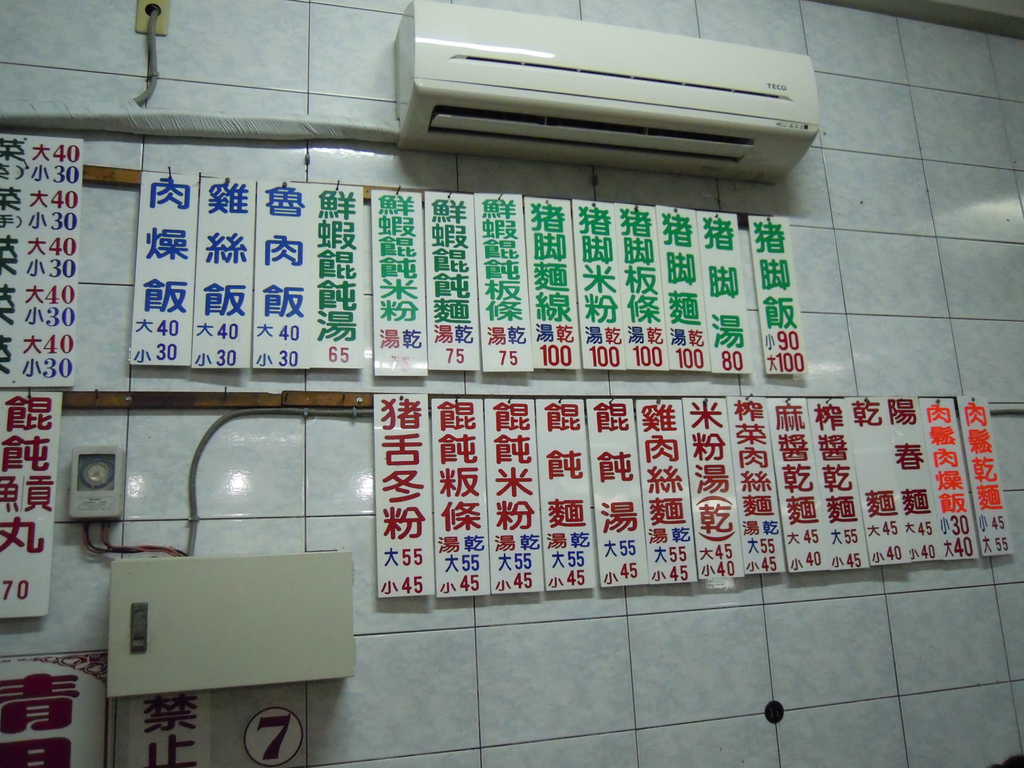 TECO
菜 大40
小30
菜 大40
小30
菜 大40
小30
菜 大40
小30
菜 大40
小30
肉燥飯
大40
小30
雞絲飯
大40
小30
魯肉飯
大40
小30
鮮蝦餛飩湯
65
鮮蝦餛飩米粉
湯乾
鮮蝦餛飩麵
湯乾
75
鮮蝦餛飩板條
湯乾
75
猪脚麵線
湯乾
100
猪脚米粉
湯乾
100
猪脚板條
湯乾
100
猪脚麵
湯乾
100
猪脚湯
80
猪脚飯
小90
大100
餛飩
丸
70
猪舌冬粉
大55
小45
餛飩粄條
湯乾
大55
小45
餛飩米粉
湯乾
大55
小45
餛飩麵
湯乾
大55
小45
餛飩湯
大55
小45
雞肉絲麵
湯乾
大55
小45
米粉湯(乾)
大45
小40
榨菜肉絲麵
湯乾
大55
小45
麻醬乾麵
大45
小40
榨醬乾麵
大55
小45
乾麵
大45
小40
陽春麵
大45
小40
肉鬆肉燥飯
小30
大40
肉鬆乾麵
小45
大55
禁止
7